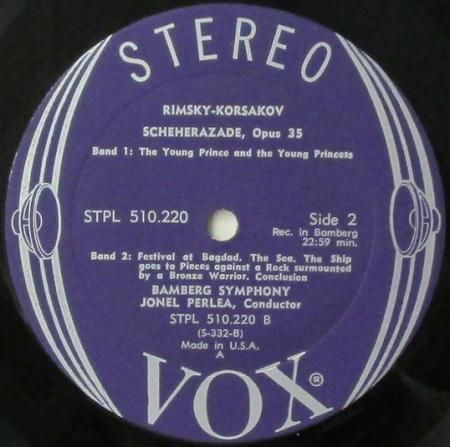 STEREO
RIMSKY-KORSAKOV
SCHEHERAZADE, Opus 35
Band 1: The Young Prince and the Young Princess
STPL 510.220
Side 2
Rec. in Bamberg
22:59 min.
Band 2: Festival at Bagdad. The Sea. The Ship
goes to Pieces against a Rock surmounted
by a Bronze Warrior. Conclusion
BAMBERG SYMPHONY
JONEL PERLEA, Conductor
STPL 510.220 B
(S-332-B)
Made in U.S.A.
A
VOX®